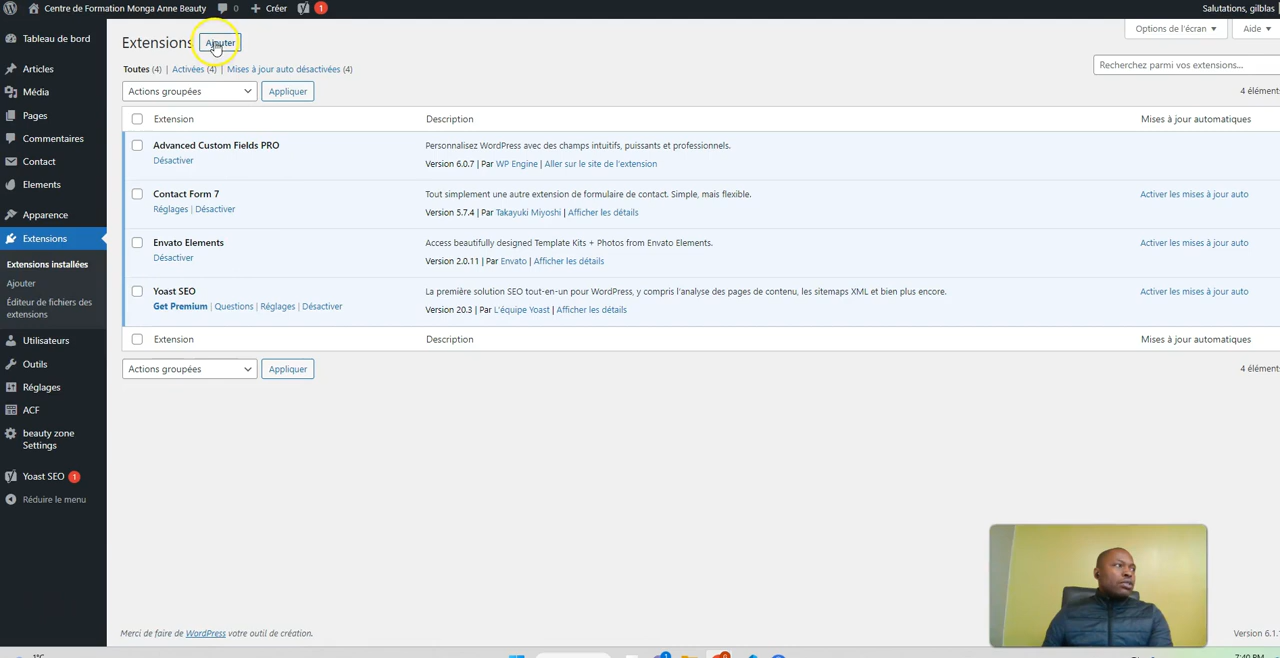 Centre de Formation Monga Anne Beauty 0 Créer 1 Salutations, gilblas
Tableau de bord
Articles
Média
Pages
Commentaires
Contact
Elements
Apparence
Extensions
Extensions installées
Ajouter
Éditeur de fichiers des
extensions
Utilisateurs
Outils
Réglages
ACF
beauty zone
Settings
Yoast SEO 1
Réduire le menu
Options de l'écran Aide
Extensions Ajouter
Toutes (4) | Activées (4) | Mises à jour auto désactivées (4)
Recherchez parmi vos extensions...
Actions groupées Appliquer
4 éléments
Extension Description Mises à jour automatiques
Advanced Custom Fields PRO Personnalisez WordPress avec des champs intuitifs, puissants et professionnels.
Désactiver Version 6.0.7 | Par WP Engine | Aller sur le site de l'extension
Contact Form 7 Tout simplement une autre extension de formulaire de contact. Simple, mais flexible. Activer les mises à jour auto
Réglages | Désactiver Version 5.7.4 | Par Takayuki Miyoshi | Afficher les détails
Envato Elements Access beautifully designed Template Kits + Photos from Envato Elements. Activer les mises à jour auto
Désactiver Version 2.0.11 | Par Envato | Afficher les détails
Yoast SEO La première solution SEO tout-en-un pour WordPress, y compris l'analyse des pages de contenu, les sitemaps XML et bien plus encore. Activer les mises à jour auto
Get Premium | Questions | Réglages | Désactiver Version 20.3 | Par L'équipe Yoast | Afficher les détails
Extension Description Mises à jour automatiques
Actions groupées Appliquer 4 éléments
Merci de faire de WordPress votre outil de création. Version 6.1.
1°C 7:40 PM